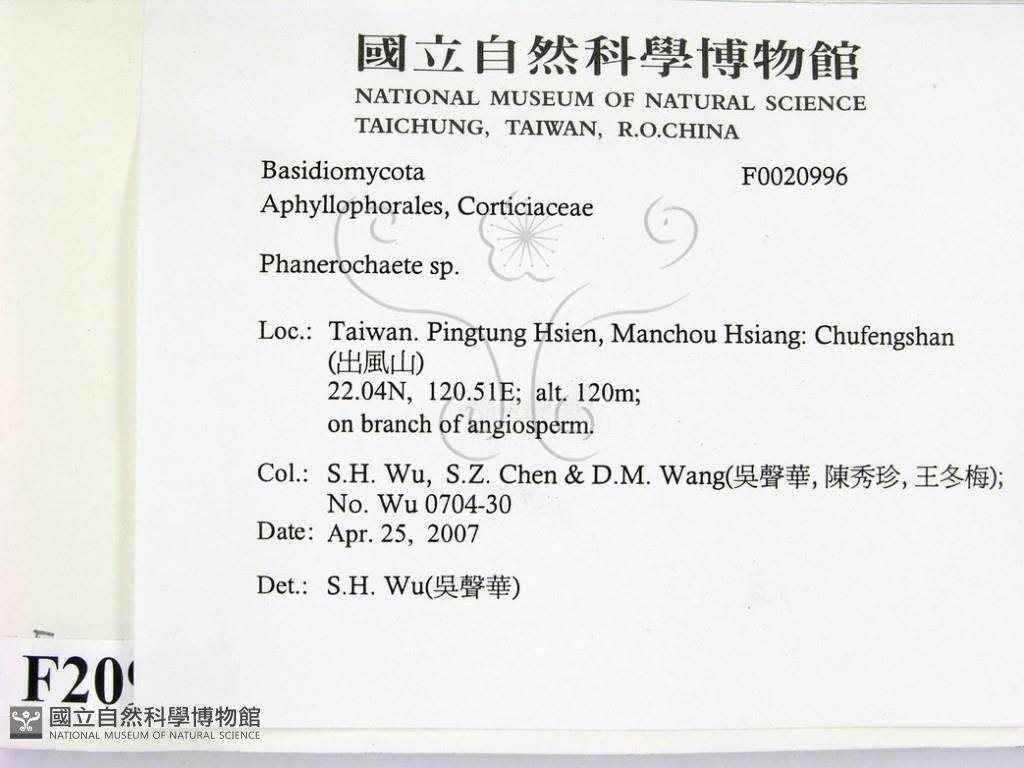 國立自然科學博物館
NATIONAL MUSEUM OF NATURAL SCIENCE
TAICHUNG, TAIWAN, R.O.CHINA
Basidiomycota F0020996
Aphyllophorales, Corticiaceae
Phanerochaete sp.
Loc.: Taiwan. Pingtung Hsien, Manchou Hsiang: Chufengshan
(出風山)
22.04N, 120.51E; alt. 120m;
on branch of angiosperm.
Col.: S.H. Wu, S.Z. Chen & D.M. Wang(吳聲華, 陳秀珍, 王冬梅);
No. Wu 0704-30
Date: Apr. 25, 2007
Det.: S.H. Wu(吳聲華)
F209
國立自然科學博物館
NATIONAL MUSEUM OF NATURAL SCIENCE